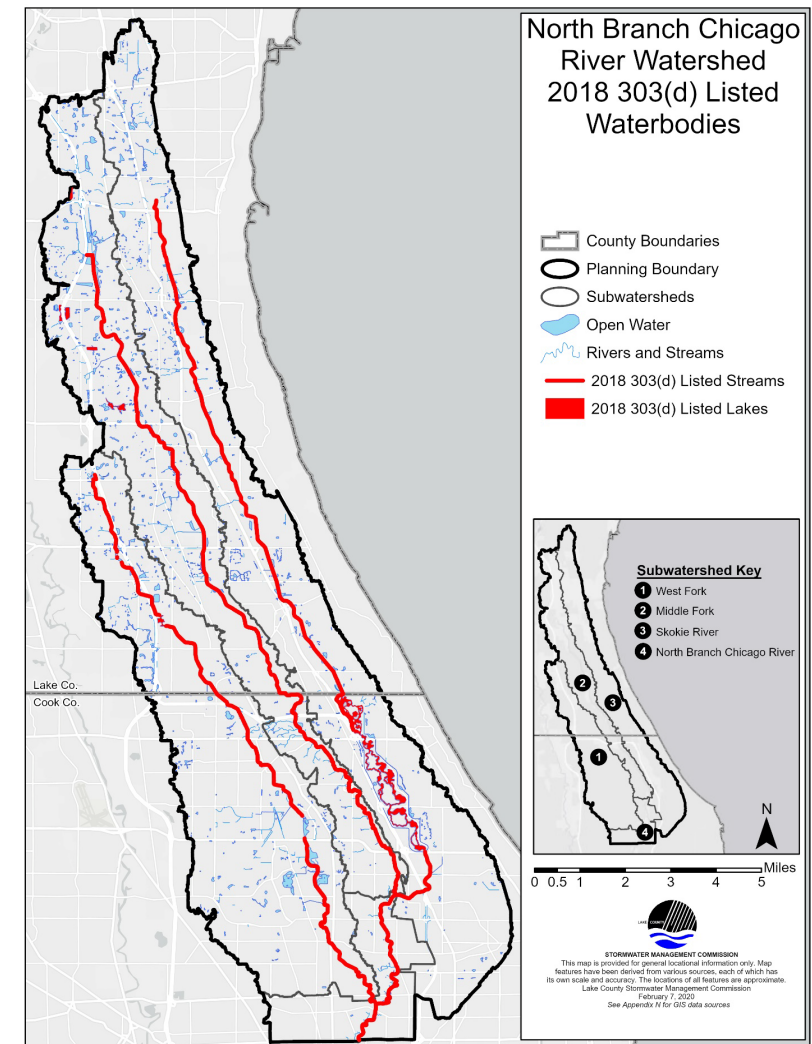 North Branch Chicago
River Watershed
2018 303(d) Listed
Waterbodies
County Boundaries
Planning Boundary
Subwatersheds
Open Water
Rivers and Streams
2018 303(d) Listed Streams
2018 303(d) Listed Lakes
Lake Co.
Cook Co.
Subwatershed Key
1 West Fork
2 Middle Fork
3 Skokie River
4 North Branch Chicago River
2
3
1
4
N
Miles
0 0.5 1 2 3 4 5
LAKE COUNTY
STORMWATER MANAGEMENT COMMISSION
This map is provided for general locational information only. Map
features have been derived from various sources, each of which has
its own scale and accuracy. The locations of all features are approximate.
Lake County Stormwater Management Commission
February 7, 2020
See Appendix N for GIS data sources